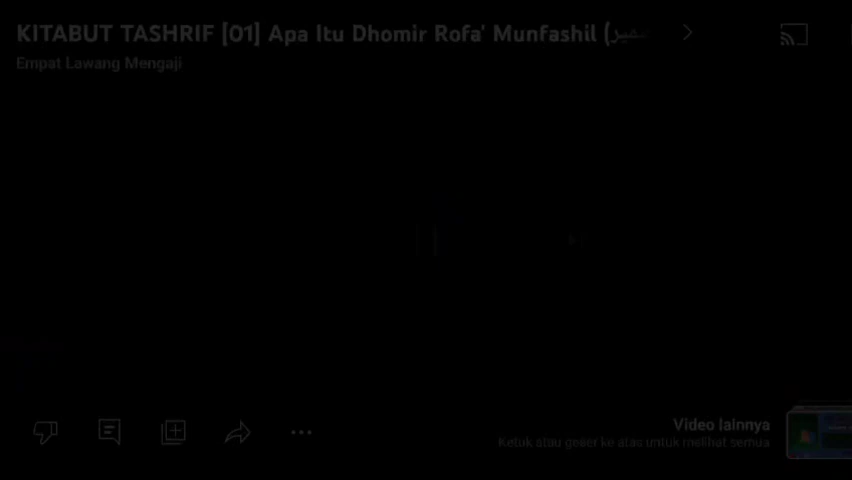 KITABUT TASHRIF [01] Apa Itu Dhomir Rofa' Munfashil (ضمير
Empat Lawang Mengaji
Video lainnya
Ketuk atau geser ke atas untuk melihat semua